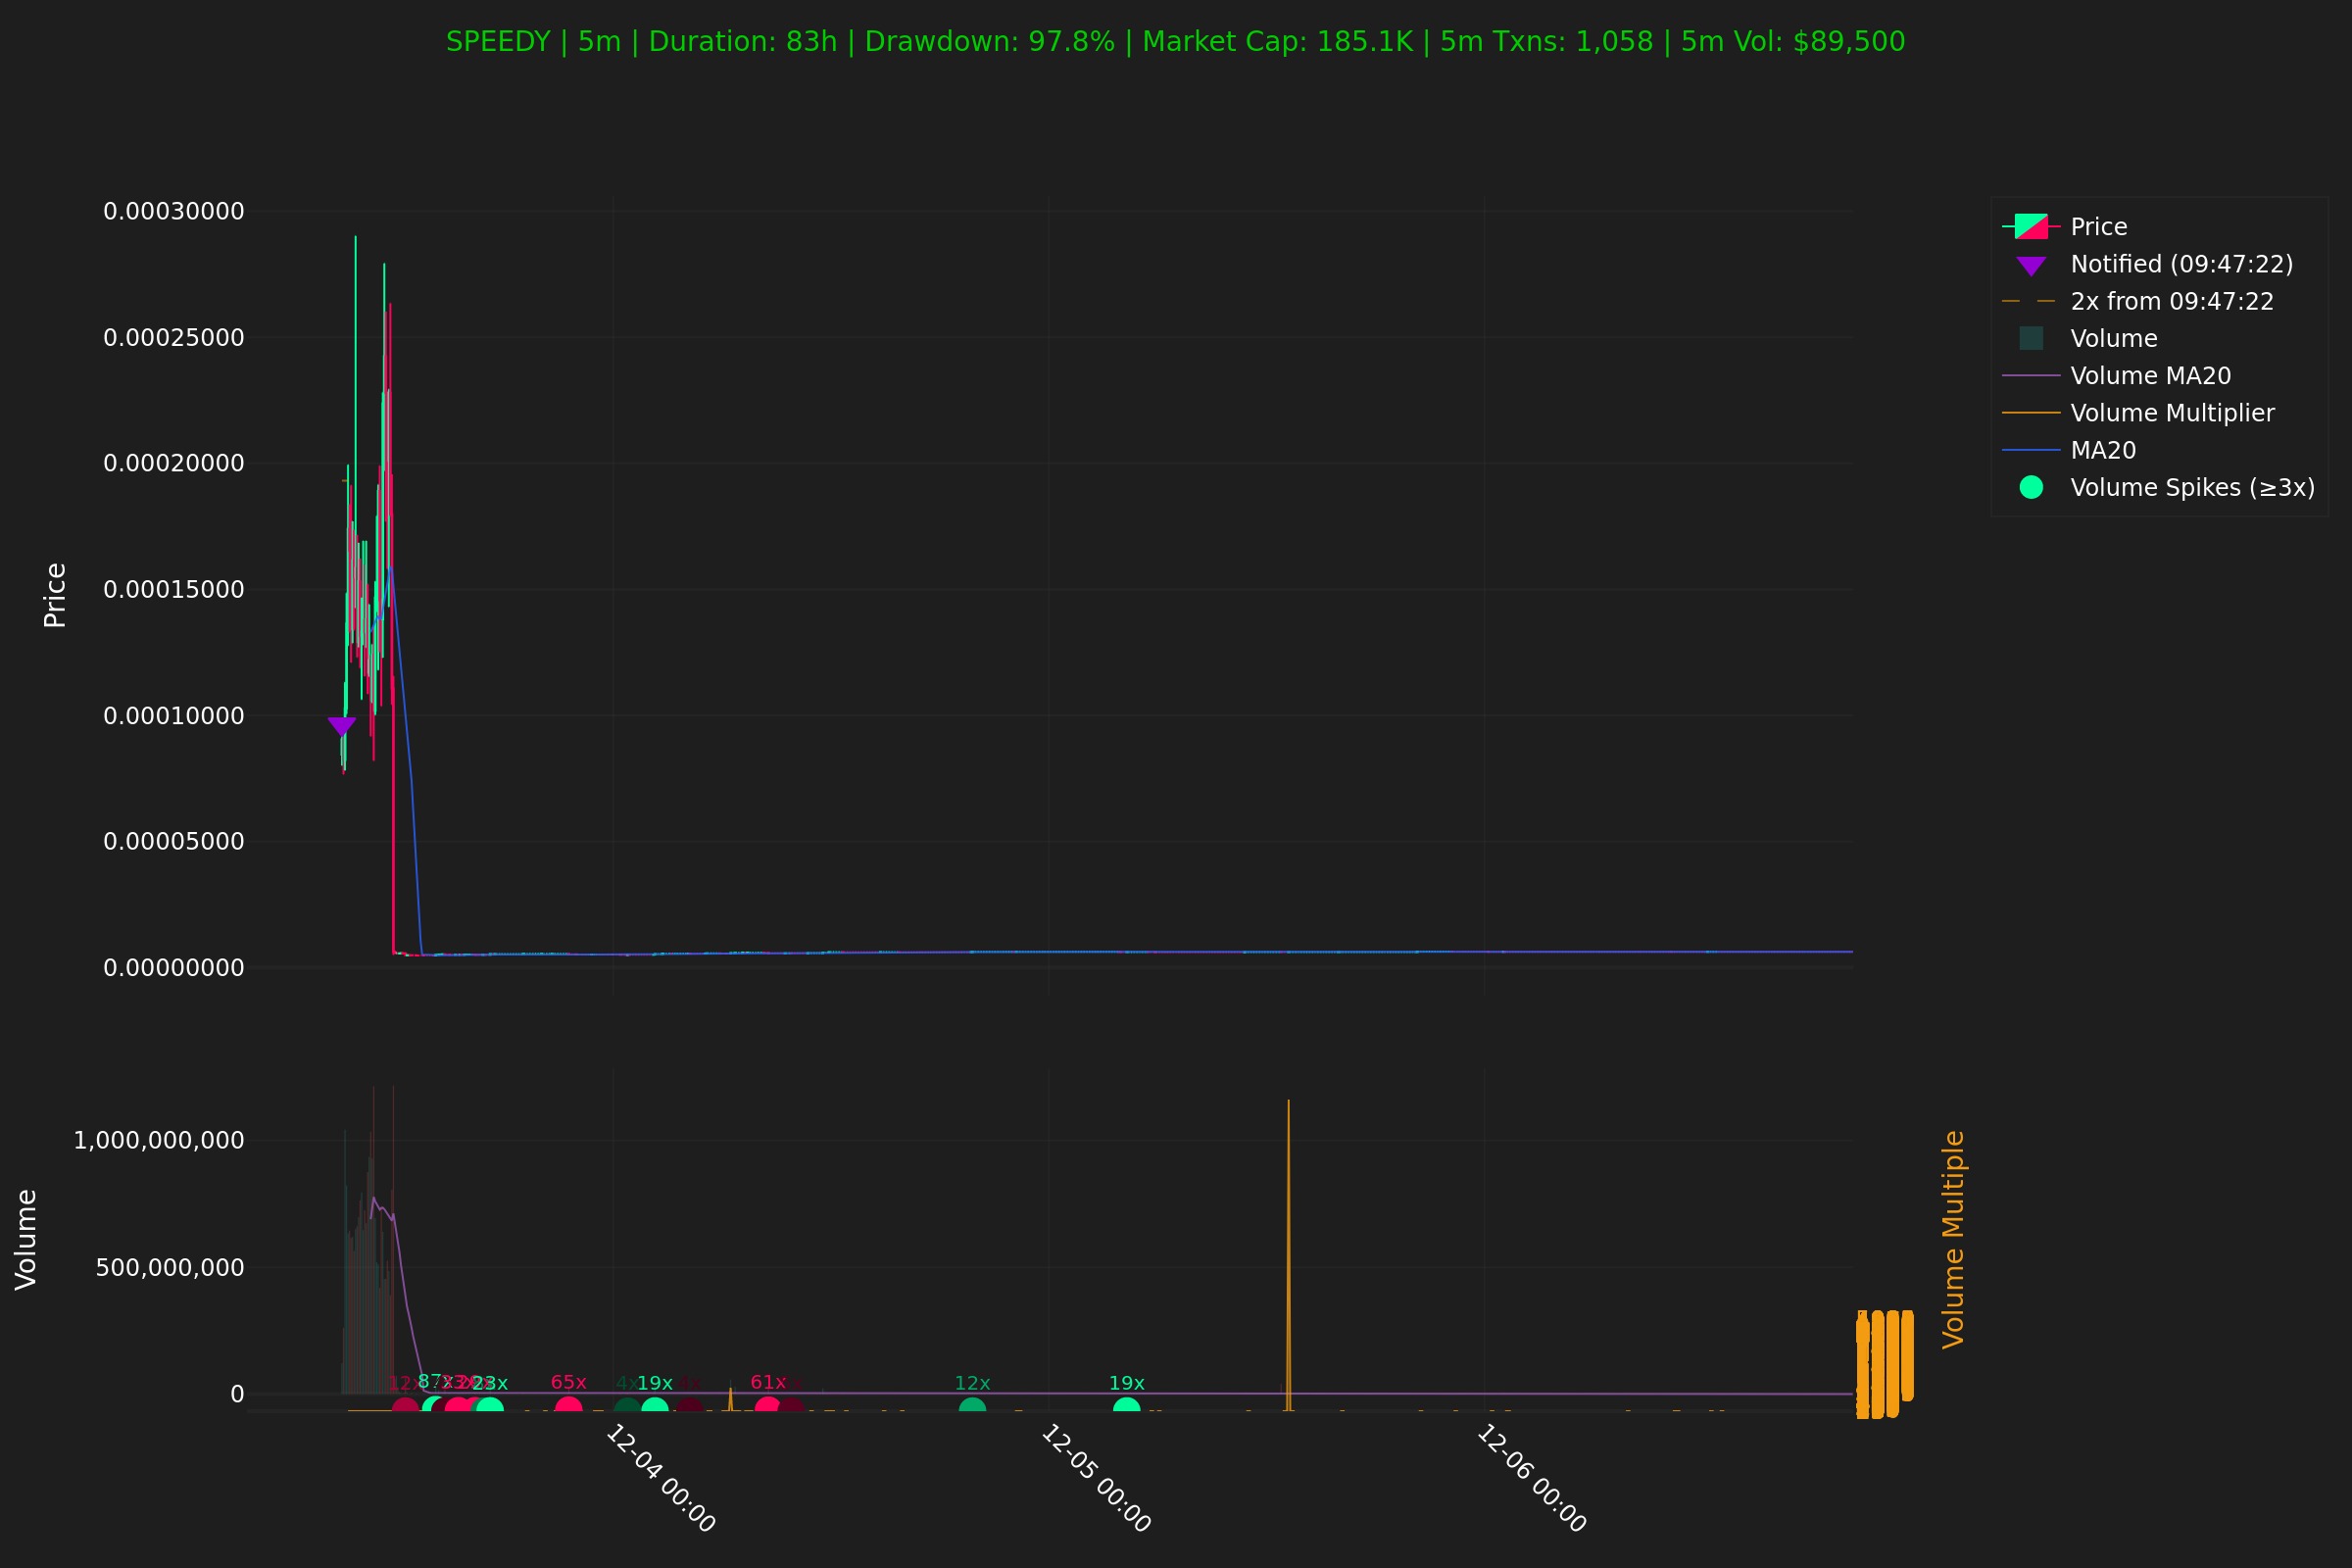 SPEEDY | 5m | Duration: 83h | Drawdown: 97.8% | Market Cap: 185.1K | 5m Txns: 1,058 | 5m Vol: $89,500
Price
0.00030000
0.00025000
0.00020000
0.00015000
0.00010000
0.00005000
0.00000000
Price
Notified (09:47:22)
2x from 09:47:22
Volume
Volume MA20
Volume Multiplier
MA20
Volume Spikes (≥3x)
Volume
1,000,000,000
500,000,000
0
12x
87x
23x
65x
4x
19x
4x
61x
12x
19x
Volume Multiple
12-04 00:00
12-05 00:00
12-06 00:00